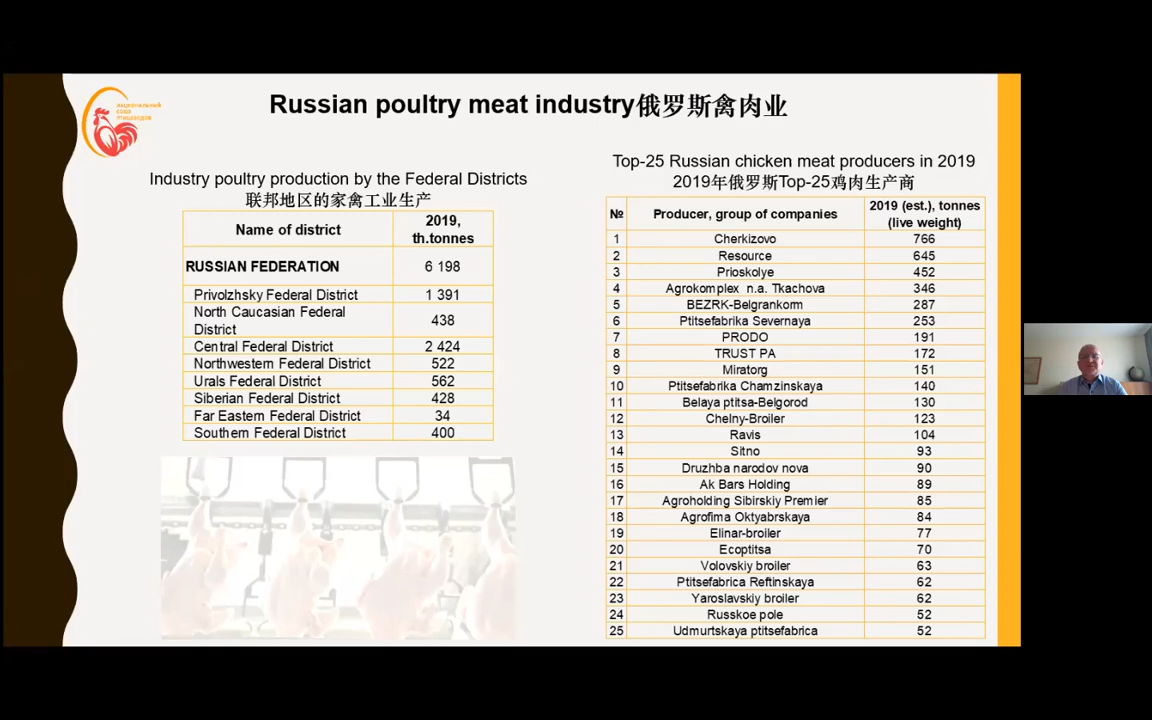 НАЦИОНАЛЬНЫЙ
СОЮЗ
ПТИЦЕВОДОВ
Russian poultry meat industry俄罗斯禽肉业
Industry poultry production by the Federal Districts
联邦地区的家禽工业生产
Name of district 2019, th.tonnes
RUSSIAN FEDERATION 6 198
Privolzhsky Federal District 1 391
North Caucasian Federal District 438
Central Federal District 2 424
Northwestern Federal District 522
Urals Federal District 562
Siberian Federal District 428
Far Eastern Federal District 34
Southern Federal District 400
Top-25 Russian chicken meat producers in 2019
2019年俄罗斯Top-25鸡肉生产商
№ Producer, group of companies 2019 (est.), tonnes (live weight)
1 Cherkizovo 766
2 Resource 645
3 Prioskolye 452
4 Agrokomplex n.a. Tkachova 346
5 BEZRK-Belgrankorm 287
6 Ptitsefabrika Severnaya 253
7 PRODO 191
8 TRUST PA 172
9 Miratorg 151
10 Ptitsefabrika Chamzinskaya 140
11 Belaya ptitsa-Belgorod 130
12 Chelny-Broiler 123
13 Ravis 104
14 Sitno 93
15 Druzhba narodov nova 90
16 Ak Bars Holding 89
17 Agroholding Sibirskiy Premier 85
18 Agrofima Oktyabrskaya 84
19 Elinar-broiler 77
20 Ecoptitsa 70
21 Volovskiy broiler 63
22 Ptitsefabrica Reftinskaya 62
23 Yaroslavskiy broiler 62
24 Russkoe pole 52
25 Udmurtskaya ptitsefabrica 52